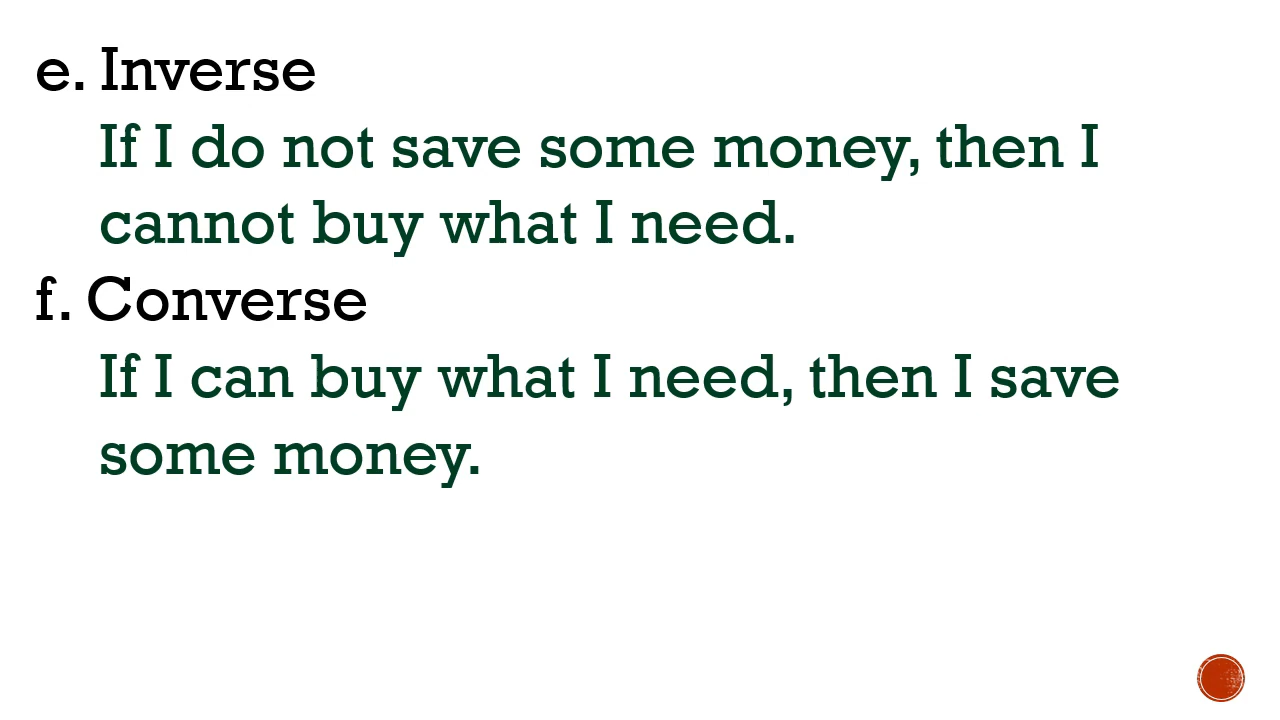 e. Inverse
If I do not save some money, then I
cannot buy what I need.
f. Converse
If I can buy what I need, then I save
some money.